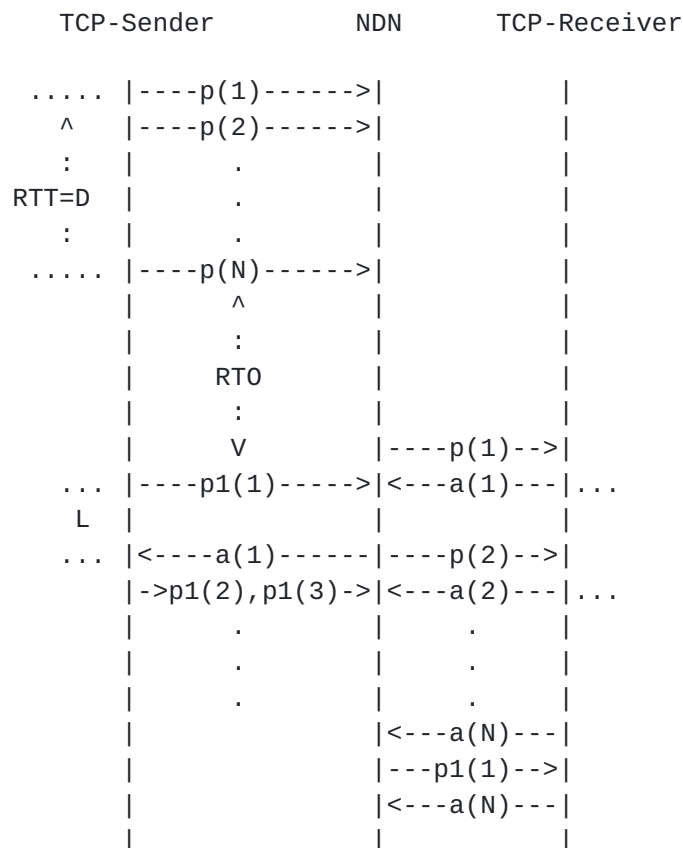 TCP-Sender NDN TCP-Receiver
..... |----p(1)------>| |
^ |----p(2)------>| |
: | . | |
RTT=D | . | |
: | . | |
..... |----p(N)------>| |
| ^ | |
| : | |
| RTO | |
| : | |
| V |----p(1)-->|
... |----p1(1)----->|<---a(1)---|...
L | | |
... |<----a(1)------|----p(2)-->|
|->p1(2),p1(3)->|<---a(2)---|...
| . | . |
| . | . |
| . | . |
| |<---a(N)---|
| |---p1(1)-->|
| |<---a(N)---|
| | |